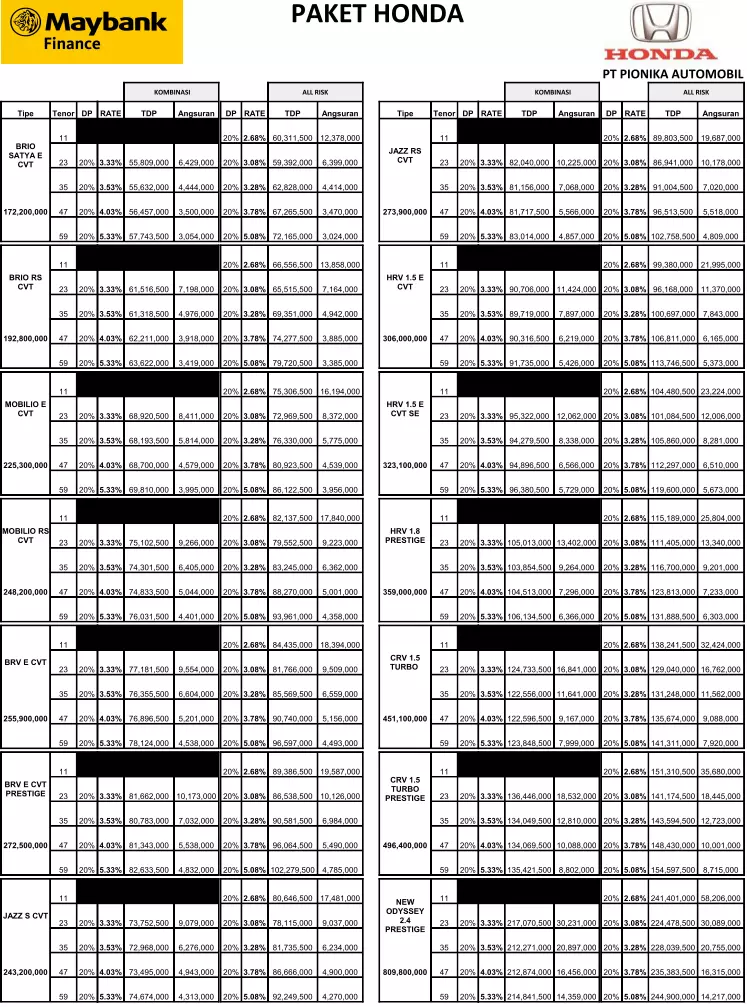 PAKET HONDA
Maybank
Finance
HONDA
PT PIONIKA AUTOMOBIL
KOMBINASI ALL RISK KOMBINASI ALL RISK
Tipe Tenor DP RATE TDP Angsuran DP RATE TDP Angsuran Tipe Tenor DP RATE TDP Angsuran DP RATE TDP Angsuran
BRIO SATYA E CVT
172,200,000
11 20% 2.68% 60,311,500 12,378,000
23 20% 3.33% 55,809,000 6,429,000 20% 3.08% 59,392,000 6,399,000
35 20% 3.53% 55,632,000 4,444,000 20% 3.28% 62,828,000 4,414,000
47 20% 4.03% 56,457,000 3,500,000 20% 3.78% 67,265,500 3,470,000
59 20% 5.33% 57,743,500 3,054,000 20% 5.08% 72,165,000 3,024,000
JAZZ RS CVT
273,900,000
11 20% 2.68% 89,803,500 19,687,000
23 20% 3.33% 82,040,000 10,225,000 20% 3.08% 86,941,000 10,178,000
35 20% 3.53% 81,156,000 7,068,000 20% 3.28% 91,004,500 7,020,000
47 20% 4.03% 81,717,500 5,566,000 20% 3.78% 96,513,500 5,518,000
59 20% 5.33% 83,014,000 4,857,000 20% 5.08% 102,758,500 4,809,000
BRIO RS CVT
192,800,000
11 20% 2.68% 66,556,500 13,858,000
23 20% 3.33% 61,516,500 7,198,000 20% 3.08% 65,515,500 7,164,000
35 20% 3.53% 61,318,500 4,976,000 20% 3.28% 69,351,000 4,942,000
47 20% 4.03% 62,211,000 3,918,000 20% 3.78% 74,277,500 3,885,000
59 20% 5.33% 63,622,000 3,419,000 20% 5.08% 79,720,500 3,385,000
HRV 1.5 E CVT
306,000,000
11 20% 2.68% 99,380,000 21,995,000
23 20% 3.33% 90,706,000 11,424,000 20% 3.08% 96,168,000 11,370,000
35 20% 3.53% 89,719,000 7,897,000 20% 3.28% 100,697,000 7,843,000
47 20% 4.03% 90,316,500 6,219,000 20% 3.78% 106,811,000 6,165,000
59 20% 5.33% 91,735,000 5,426,000 20% 5.08% 113,746,500 5,373,000
MOBILIO E CVT
225,300,000
11 20% 2.68% 75,306,500 16,194,000
23 20% 3.33% 68,920,500 8,411,000 20% 3.08% 72,969,500 8,372,000
35 20% 3.53% 68,193,500 5,814,000 20% 3.28% 76,330,000 5,775,000
47 20% 4.03% 68,700,000 4,579,000 20% 3.78% 80,923,500 4,539,000
59 20% 5.33% 69,810,000 3,995,000 20% 5.08% 86,122,500 3,956,000
HRV 1.5 E CVT SE
323,100,000
11 20% 2.68% 104,480,500 23,224,000
23 20% 3.33% 95,322,000 12,062,000 20% 3.08% 101,084,500 12,006,000
35 20% 3.53% 94,279,500 8,338,000 20% 3.28% 105,860,000 8,281,000
47 20% 4.03% 94,896,500 6,566,000 20% 3.78% 112,297,000 6,510,000
59 20% 5.33% 96,380,500 5,729,000 20% 5.08% 119,600,000 5,673,000
MOBILIO RS CVT
248,200,000
11 20% 2.68% 82,137,500 17,840,000
23 20% 3.33% 75,102,500 9,266,000 20% 3.08% 79,552,500 9,223,000
35 20% 3.53% 74,301,500 6,405,000 20% 3.28% 83,245,000 6,362,000
47 20% 4.03% 74,833,500 5,044,000 20% 3.78% 88,270,000 5,001,000
59 20% 5.33% 76,031,500 4,401,000 20% 5.08% 93,961,000 4,358,000
HRV 1.8 PRESTIGE
359,000,000
11 20% 2.68% 115,189,000 25,804,000
23 20% 3.33% 105,013,000 13,402,000 20% 3.08% 111,405,000 13,340,000
35 20% 3.53% 103,854,500 9,264,000 20% 3.28% 116,700,000 9,201,000
47 20% 4.03% 104,513,000 7,296,000 20% 3.78% 123,813,000 7,233,000
59 20% 5.33% 106,134,500 6,366,000 20% 5.08% 131,888,500 6,303,000
BRV E CVT
255,900,000
11 20% 2.68% 84,435,000 18,394,000
23 20% 3.33% 77,181,500 9,554,000 20% 3.08% 81,766,000 9,509,000
35 20% 3.53% 76,355,500 6,604,000 20% 3.28% 85,569,500 6,559,000
47 20% 4.03% 76,896,500 5,201,000 20% 3.78% 90,740,000 5,156,000
59 20% 5.33% 78,124,000 4,538,000 20% 5.08% 96,597,000 4,493,000
CRV 1.5 TURBO
451,100,000
11 20% 2.68% 138,241,500 32,424,000
23 20% 3.33% 124,733,500 16,841,000 20% 3.08% 129,040,000 16,762,000
35 20% 3.53% 122,556,000 11,641,000 20% 3.28% 131,248,000 11,562,000
47 20% 4.03% 122,596,500 9,167,000 20% 3.78% 135,674,000 9,088,000
59 20% 5.33% 123,848,500 7,999,000 20% 5.08% 141,311,000 7,920,000
BRV E CVT PRESTIGE
272,500,000
11 20% 2.68% 89,386,500 19,587,000
23 20% 3.33% 81,662,000 10,173,000 20% 3.08% 86,538,500 10,126,000
35 20% 3.53% 80,783,000 7,032,000 20% 3.28% 90,581,500 6,984,000
47 20% 4.03% 81,343,000 5,538,000 20% 3.78% 96,064,500 5,490,000
59 20% 5.33% 82,633,500 4,832,000 20% 5.08% 102,279,500 4,785,000
CRV 1.5 TURBO PRESTIGE
496,400,000
11 20% 2.68% 151,310,500 35,680,000
23 20% 3.33% 136,446,000 18,532,000 20% 3.08% 141,174,500 18,445,000
35 20% 3.53% 134,049,500 12,810,000 20% 3.28% 143,594,500 12,723,000
47 20% 4.03% 134,069,500 10,088,000 20% 3.78% 148,430,000 10,001,000
59 20% 5.33% 135,421,500 8,802,000 20% 5.08% 154,597,500 8,715,000
JAZZ S CVT
243,200,000
11 20% 2.68% 80,646,500 17,481,000
23 20% 3.33% 73,752,500 9,079,000 20% 3.08% 78,115,000 9,037,000
35 20% 3.53% 72,968,000 6,276,000 20% 3.28% 81,735,500 6,234,000
47 20% 4.03% 73,495,000 4,943,000 20% 3.78% 86,666,000 4,900,000
59 20% 5.33% 74,674,000 4,313,000 20% 5.08% 92,249,500 4,270,000
NEW ODYSSEY 2.4 PRESTIGE
809,800,000
11 20% 2.68% 241,401,000 58,206,000
23 20% 3.33% 217,070,500 30,231,000 20% 3.08% 224,478,500 30,089,000
35 20% 3.53% 212,271,000 20,897,000 20% 3.28% 228,039,500 20,755,000
47 20% 4.03% 212,874,000 16,456,000 20% 3.78% 235,383,500 16,315,000
59 20% 5.33% 214,841,500 14,359,000 20% 5.08% 244,900,000 14,217,000